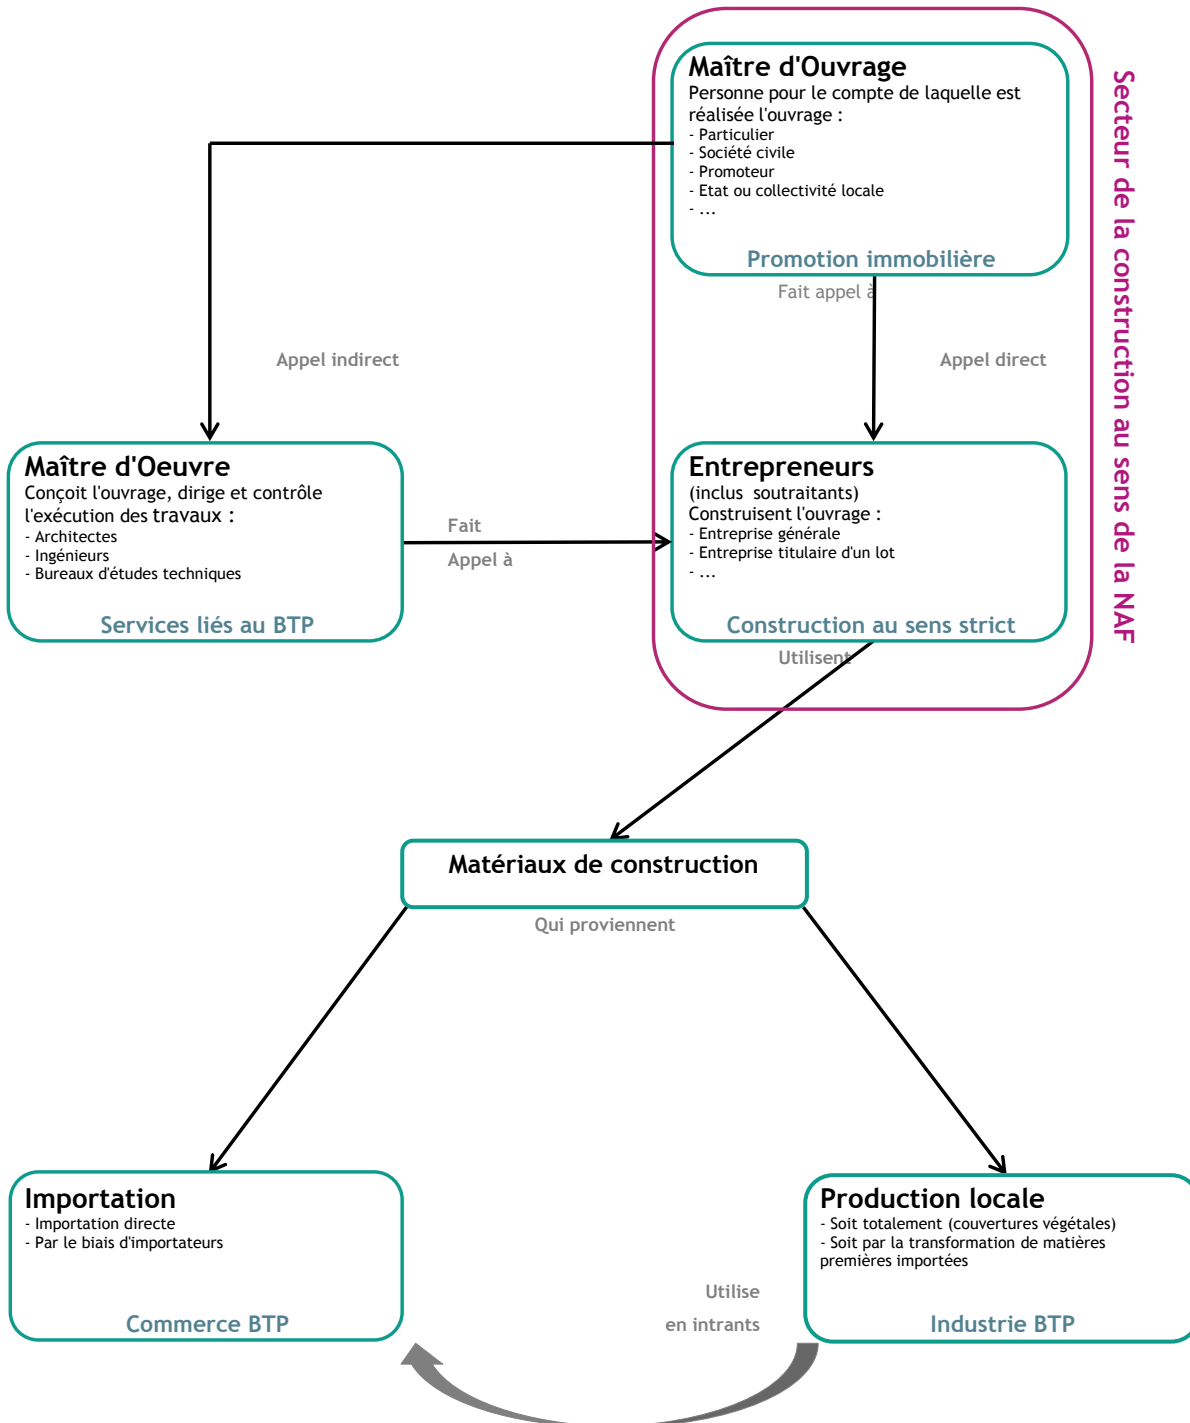 Maître d'Ouvrage
Personne pour le compte de laquelle est
réalisée l'ouvrage :
- Particulier
- Société civile
- Promoteur
- Etat ou collectivité locale
- ...
Promotion immobilière
Fait appel à
Secteur de la construction au sens de la NAF
Appel indirect
Appel direct
Maître d'Oeuvre
Conçoit l'ouvrage, dirige et contrôle
l'exécution des travaux :
- Architectes
- Ingénieurs
- Bureaux d'études techniques
Services liés au BTP
Fait
Appel à
Entrepreneurs
(inclus soutraitants)
Construisent l'ouvrage :
- Entreprise générale
- Entreprise titulaire d'un lot
- ...
Construction au sens strict
Utilisent
Matériaux de construction
Qui proviennent
Importation
- Importation directe
- Par le biais d'importateurs
Commerce BTP
Utilise
en intrants
Production locale
- Soit totalement (couvertures végétales)
- Soit par la transformation de matières
premières importées
Industrie BTP